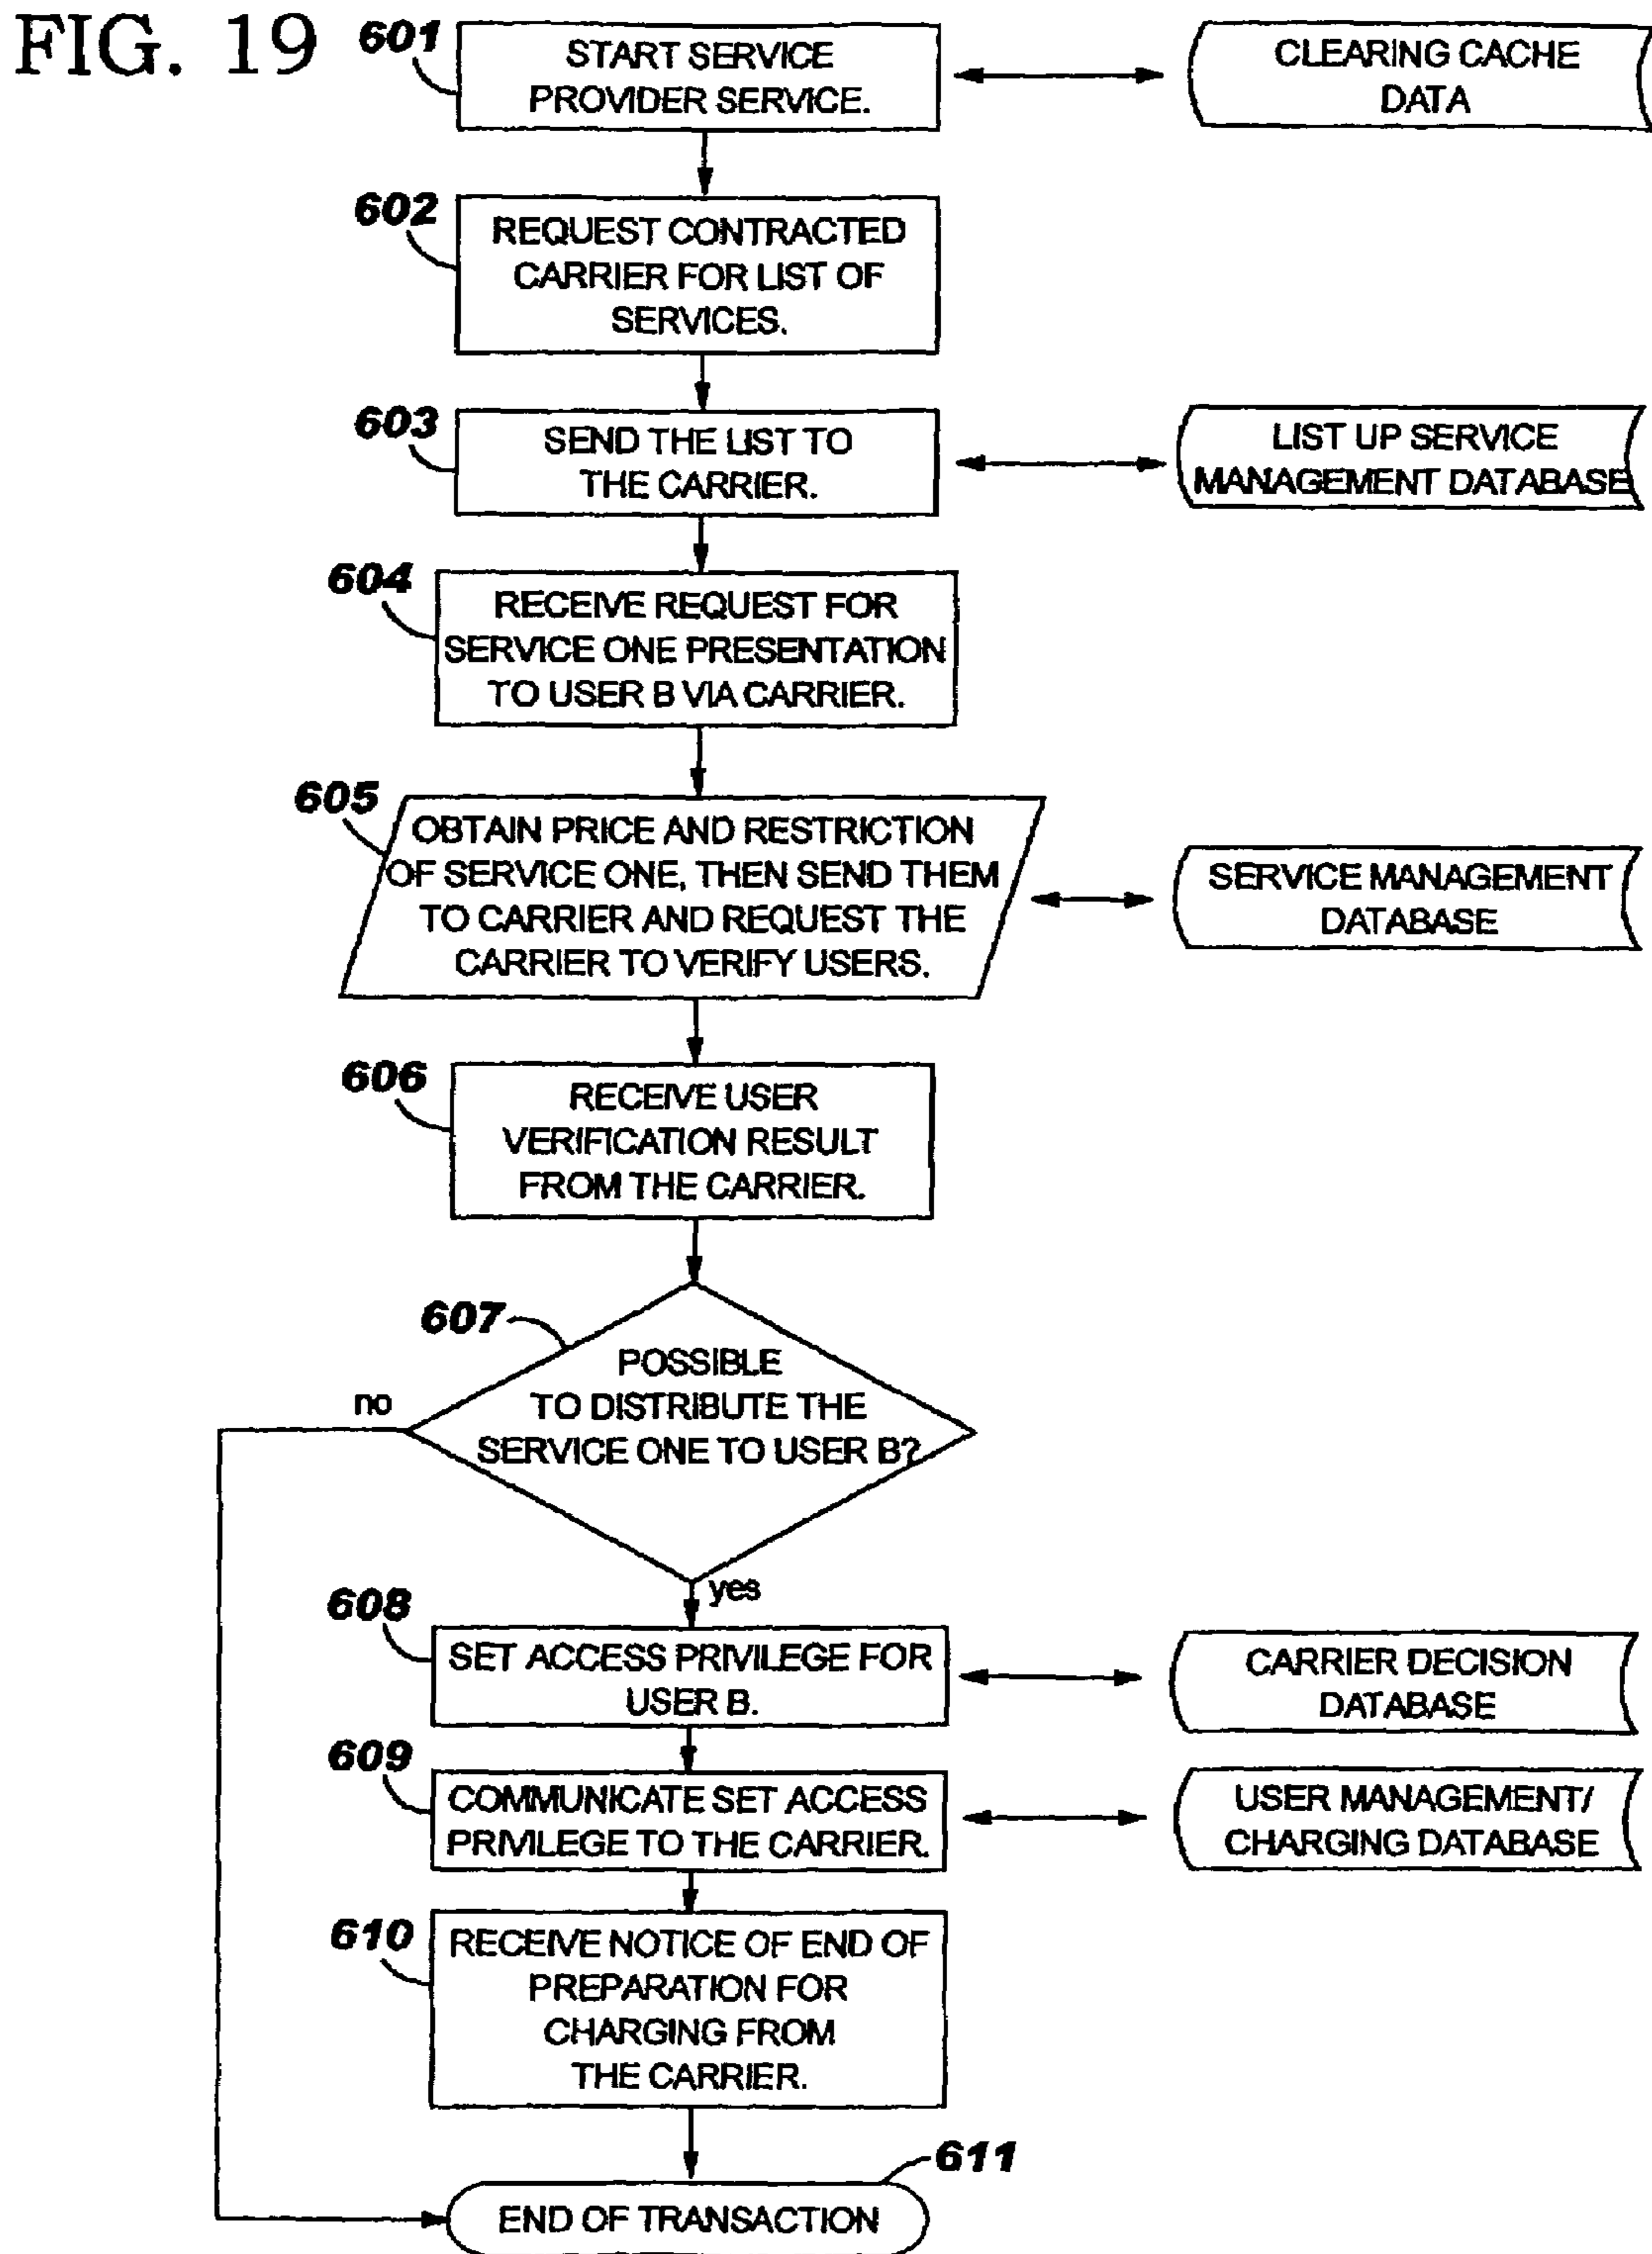 FIG. 19
601
START SERVICE
PROVIDER SERVICE.
CLEARING CACHE
DATA
602
REQUEST CONTRACTED
CARRIER FOR LIST OF
SERVICES.
603
SEND THE LIST TO
THE CARRIER.
LIST UP SERVICE
MANAGEMENT DATABASE
604
RECEIVE REQUEST FOR
SERVICE ONE PRESENTATION
TO USER B VIA CARRIER.
605
OBTAIN PRICE AND RESTRICTION
OF SERVICE ONE, THEN SEND THEM
TO CARRIER AND REQUEST THE
CARRIER TO VERIFY USERS.
SERVICE MANAGEMENT
DATABASE
606
RECEIVE USER
VERIFICATION RESULT
FROM THE CARRIER.
607
POSSIBLE
TO DISTRIBUTE THE
SERVICE ONE TO USER B?
no
yes
608
SET ACCESS PRIVILEGE FOR
USER B.
CARRIER DECISION
DATABASE
609
COMMUNICATE SET ACCESS
PRIVILEGE TO THE CARRIER.
USER MANAGEMENT/
CHARGING DATABASE
610
RECEIVE NOTICE OF END OF
PREPARATION FOR
CHARGING FROM
THE CARRIER.
611
END OF TRANSACTION